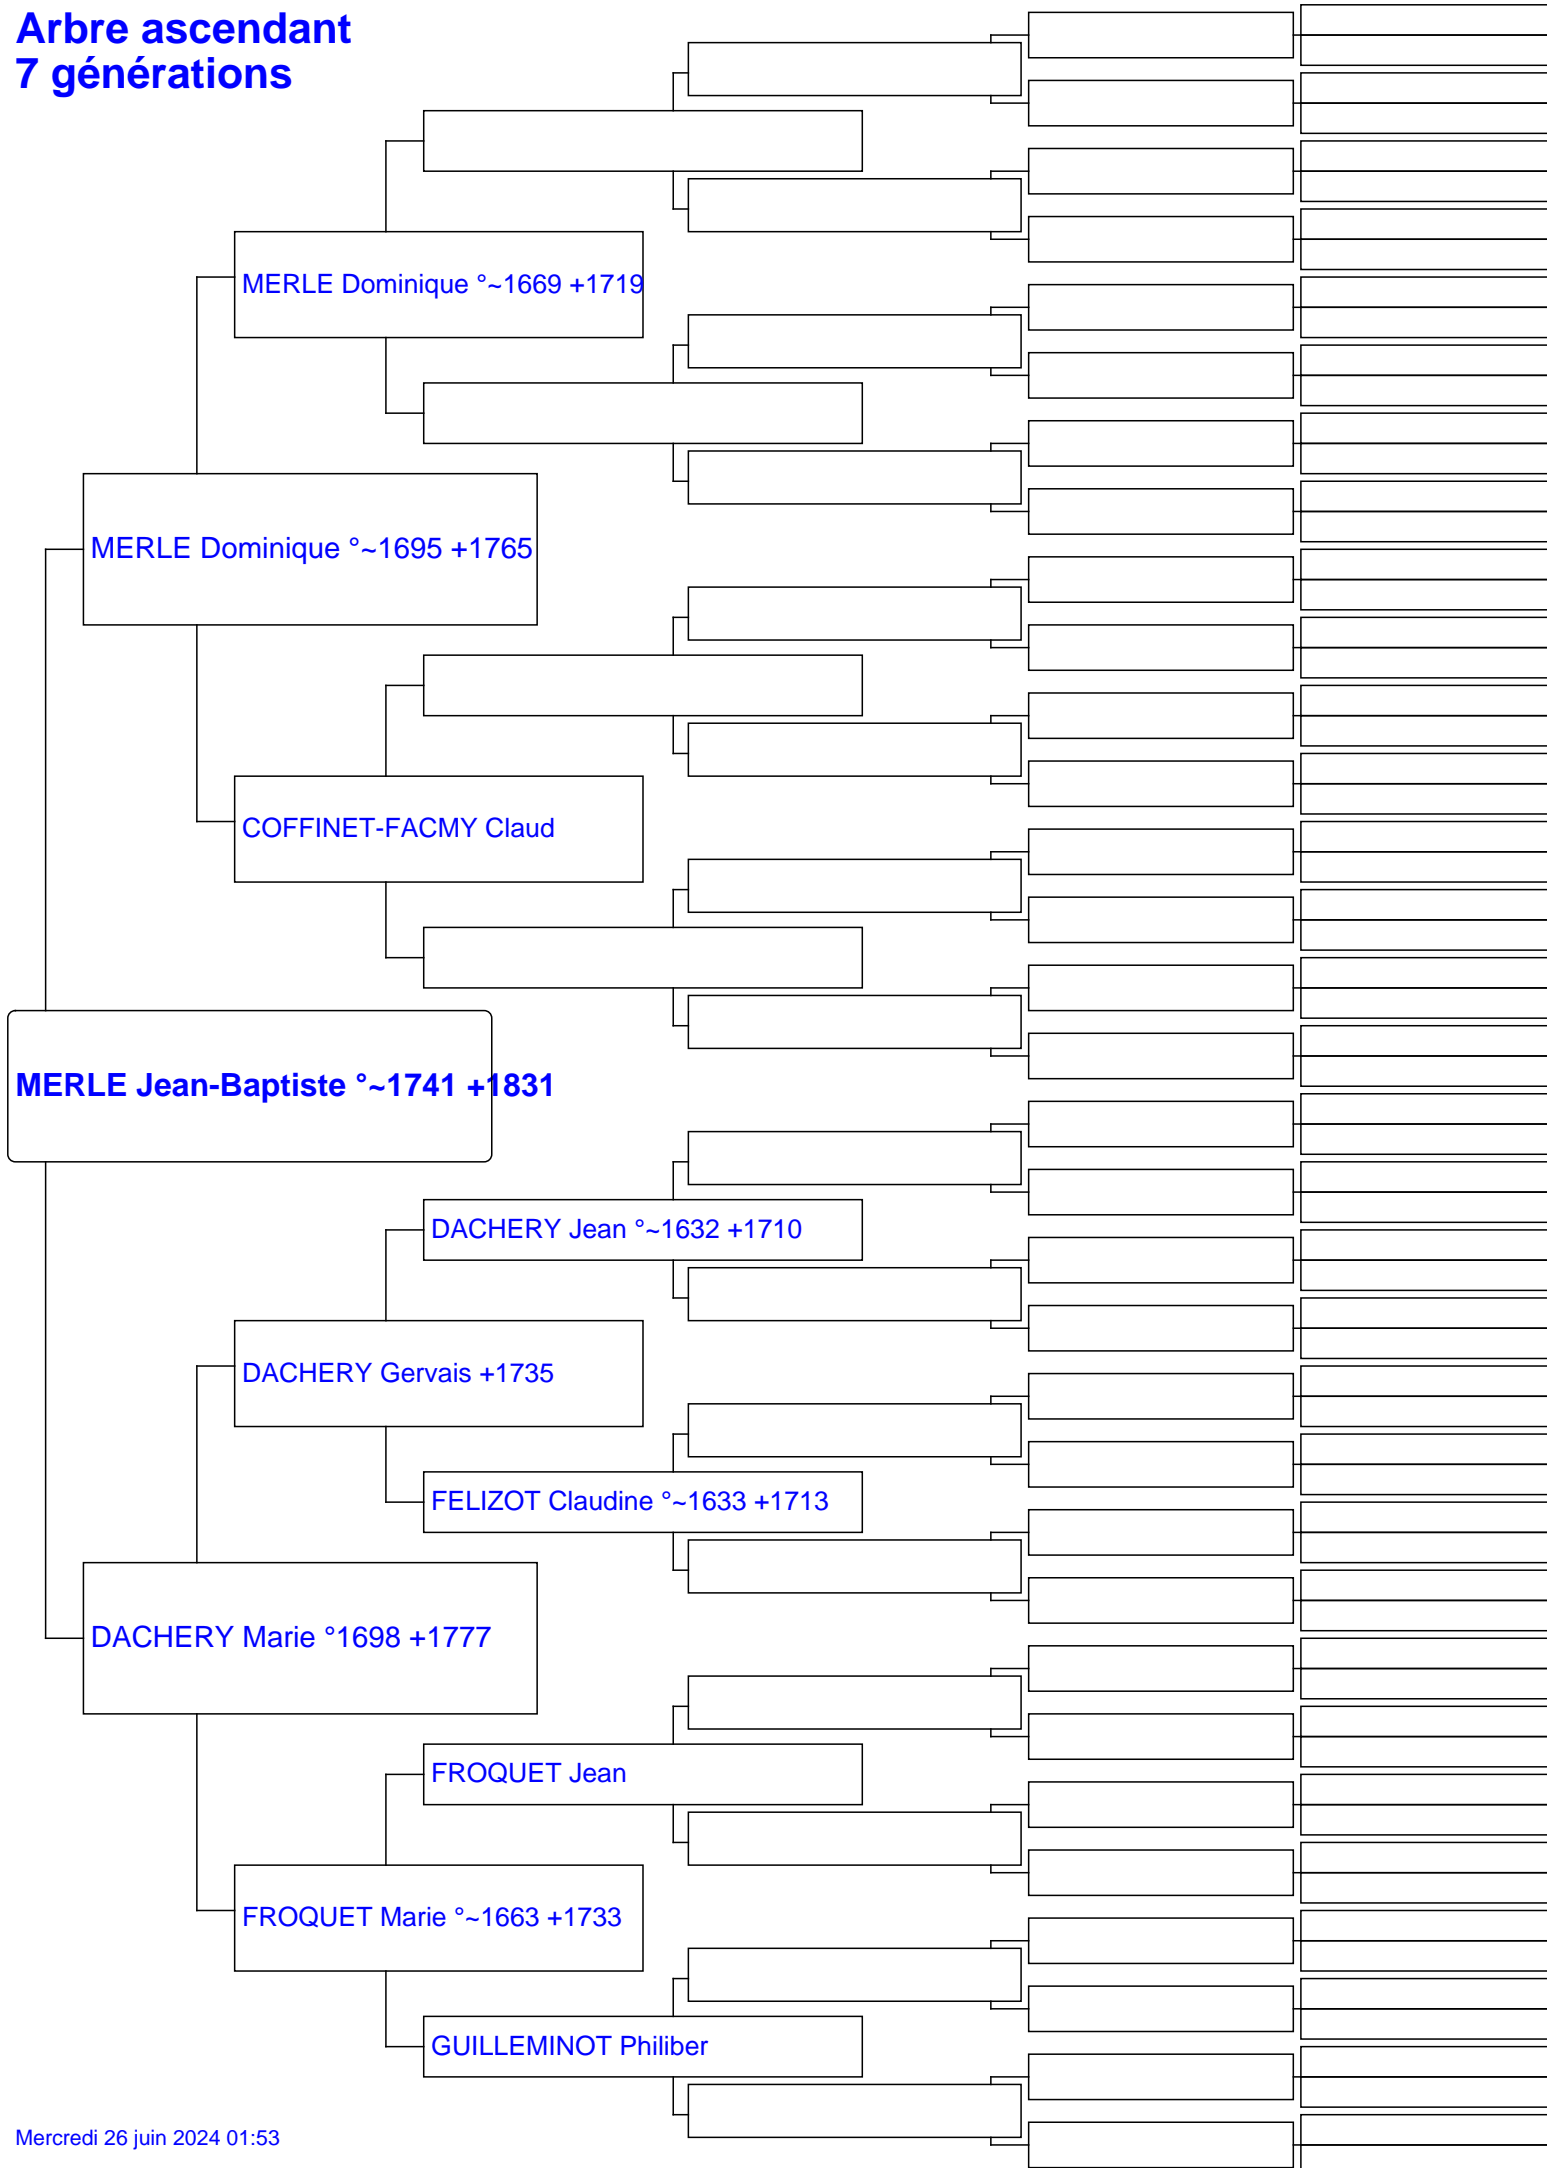 Arbre ascendant
7 générations
MERLE Dominique °~1669 +1719
MERLE Dominique °~1695 +1765
COFFINET-FACMY Claud
MERLE Jean-Baptiste °~1741 +1831
DACHERY Jean °~1632 +1710
DACHERY Gervais +1735
FELIZOT Claudine °~1633 +1713
DACHERY Marie °1698 +1777
FROQUET Jean
FROQUET Marie °~1663 +1733
GUILLEMINOT Philiber
Mercredi 26 juin 2024 01:53